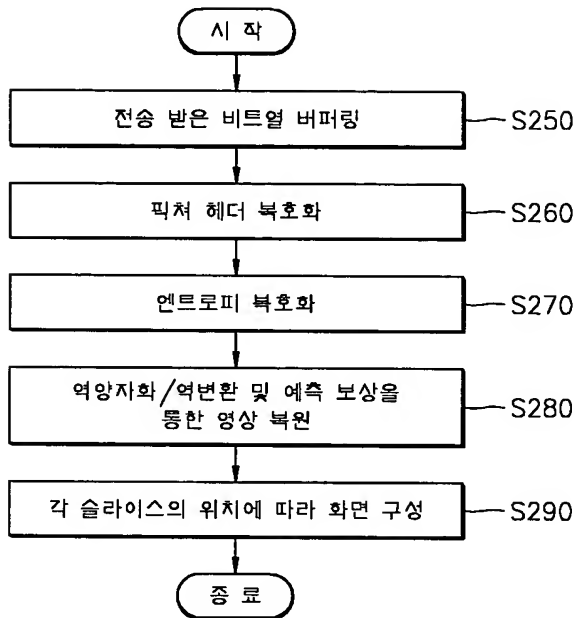 시 작
전송 받은 비트열 버퍼링
S250
픽쳐 헤더 복호화
S260
엔트로피 복호화
S270
역양자화/역변환 및 예측 보상을
통한 영상 복원
S280
각 슬라이스의 위치에 따라 화면 구성
S290
종 료